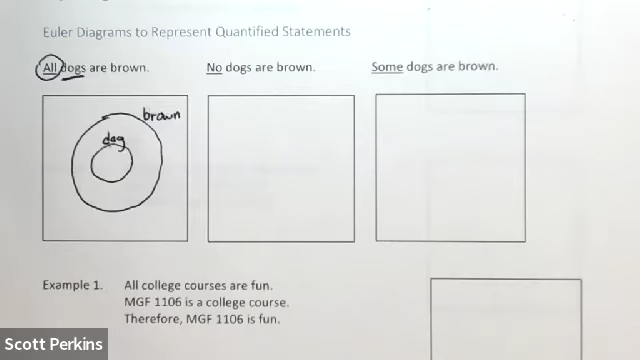 Euler Diagrams to Represent Quantified Statements
All dogs are brown.
No dogs are brown.
Some dogs are brown.
brown
dog
Example 1. All college courses are fun.
MGF 1106 is a college course.
Therefore, MGF 1106 is fun.
Scott Perkins